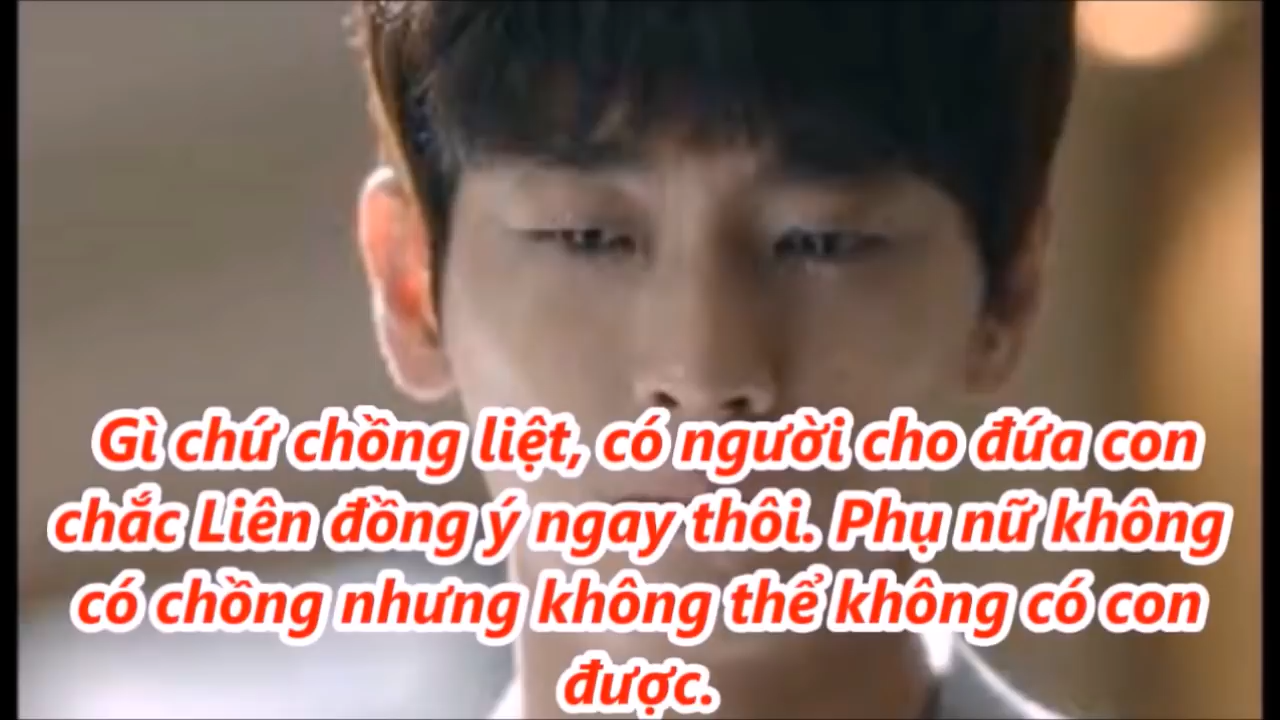 Gì chứ chồng liệt, có người cho đứa con
chắc Liên đồng ý ngay thôi. Phụ nữ không
có chồng nhưng không thể không có con
được.